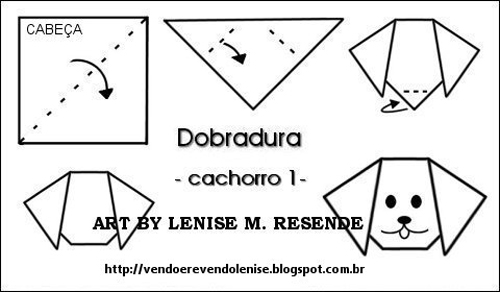 CABEÇA
Dobradura
- cachorro 1-
ART BY LENISE M. RESENDE
http://vendoerevendolenise.blogspot.com.br